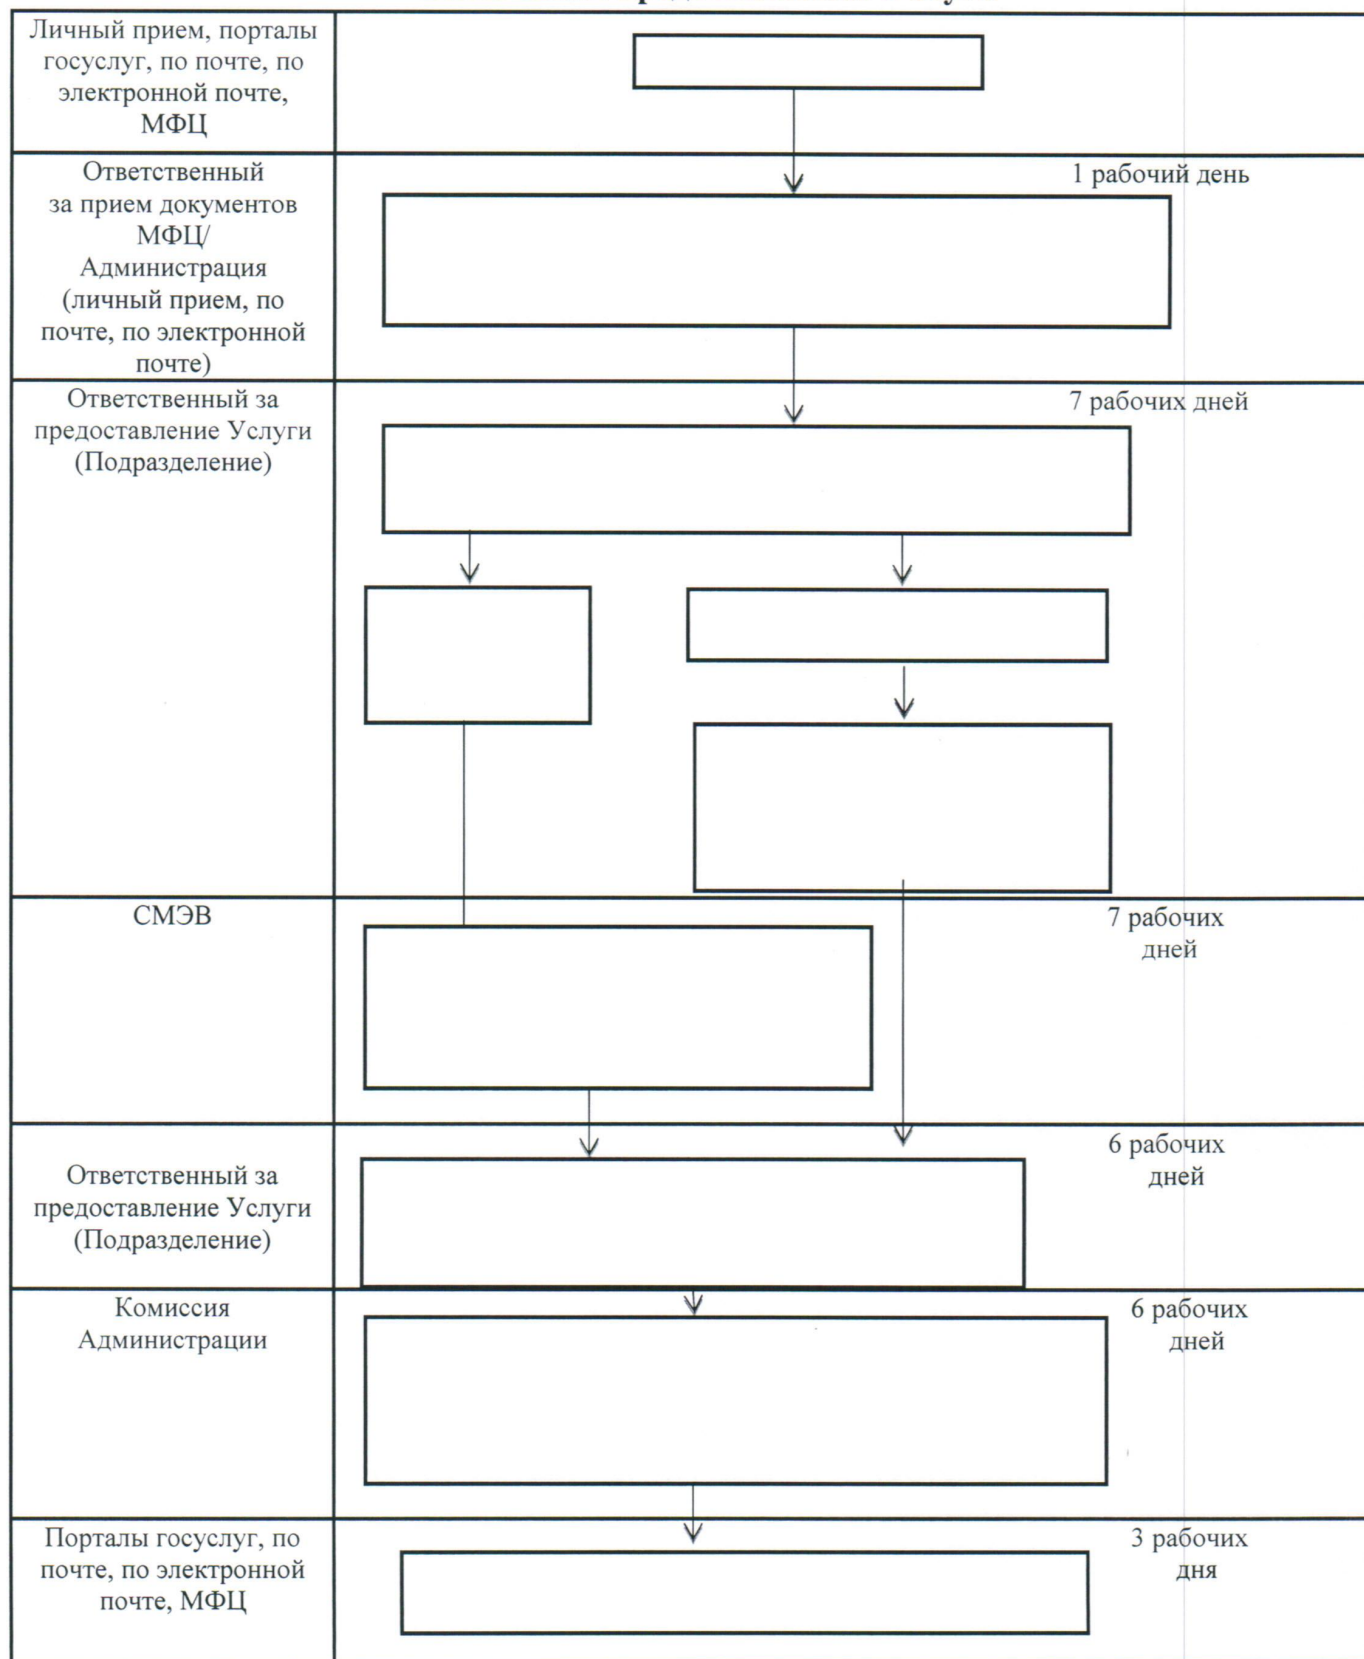 Личный прием, порталы
госуслуг, по почте, по
электронной почте,
МФЦ
Ответственный
за прием документов
МФЦ/
Администрация
(личный прием, по
почте, по электронной
почте)
1 рабочий день
Ответственный за
предоставление Услуги
(Подразделение)
7 рабочих дней
СМЭВ
7 рабочих
дней
Ответственный за
предоставление Услуги
(Подразделение)
6 рабочих
дней
Комиссия
Администрации
6 рабочих
дней
Порталы госуслуг, по
почте, по электронной
почте, МФЦ
3 рабочих
дня